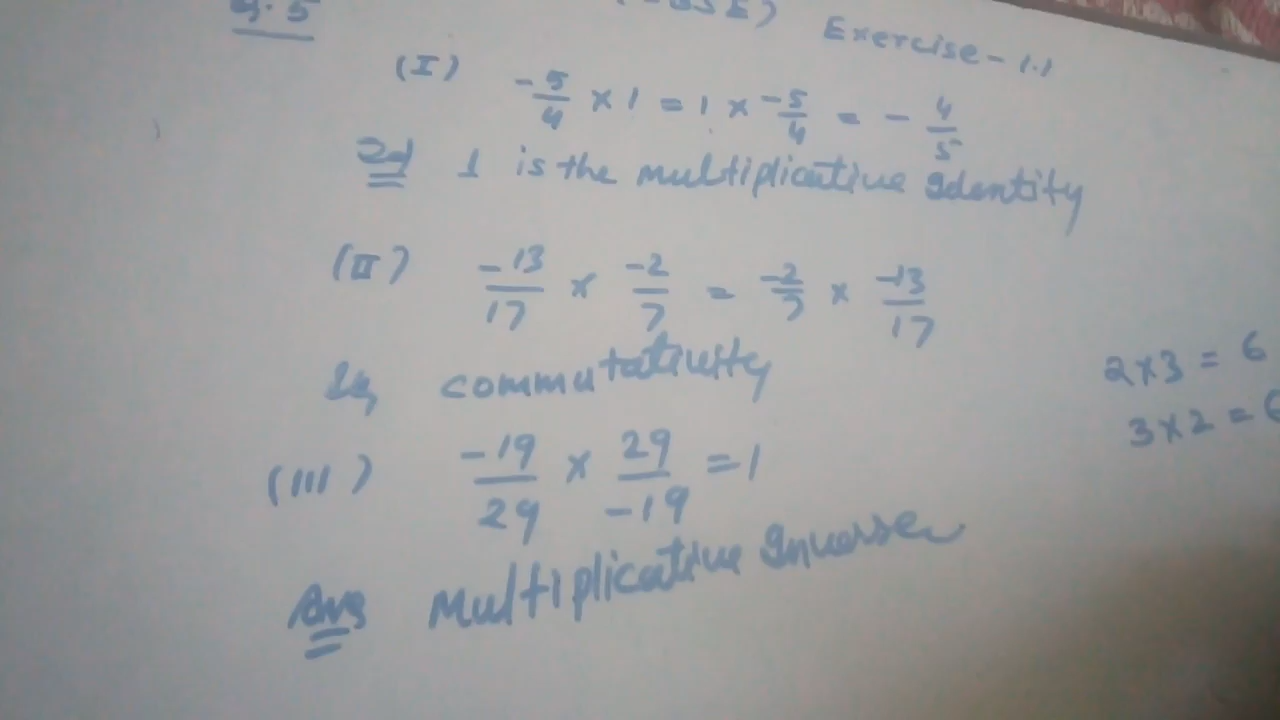 Exercise - 1.1
(I) -5/4 × 1 = 1 × -5/4 = - 4/5
1 is the multiplicative Identity
(II) -13/17 × -2/7 = -2/7 × -13/17
commutativity
2×3 = 6
3×2 = 6
(III) -19/29 × 29/-19 = 1
Ans Multiplicative Inverse